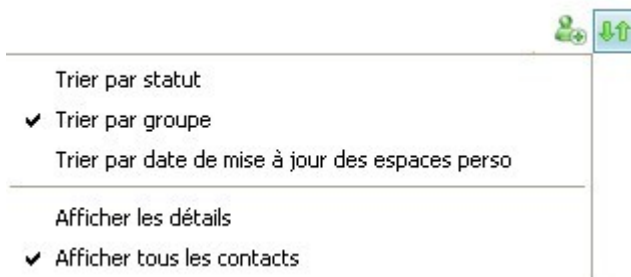 Trier par statut
Trier par groupe
Trier par date de mise à jour des espaces perso
Afficher les détails
Afficher tous les contacts